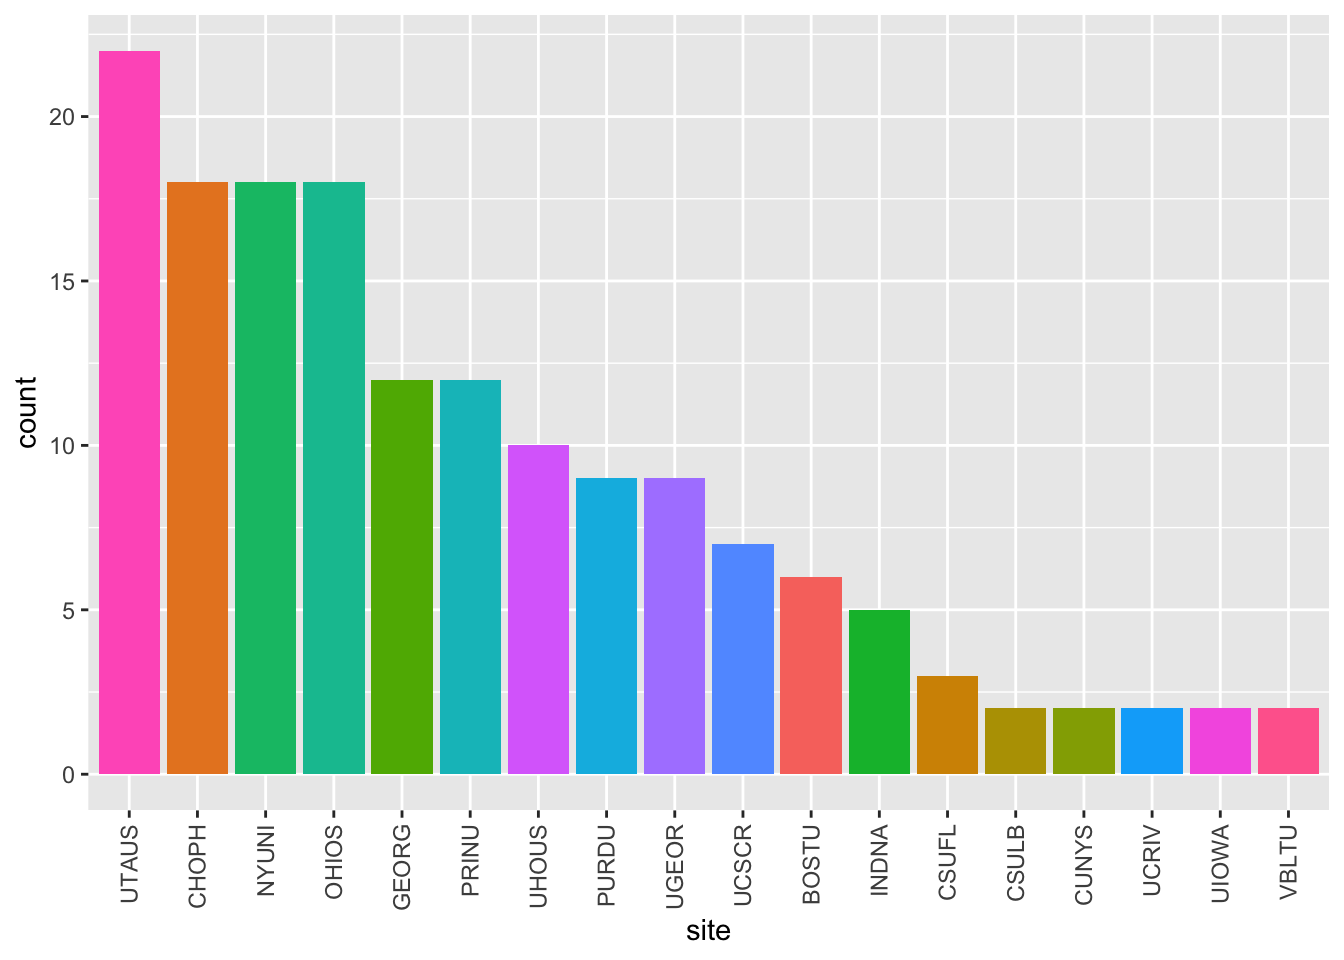 count
20
15
10
5
0
UTAUS
CHOPH
NYUNI
OHIOS
GEORG
PRINU
UHOUS
PURDU
UGEOR
UCSCR
BOSTU
INDNA
CSUFL
CSULB
CUNYS
UCRIV
UIOWA
VBLTU
site